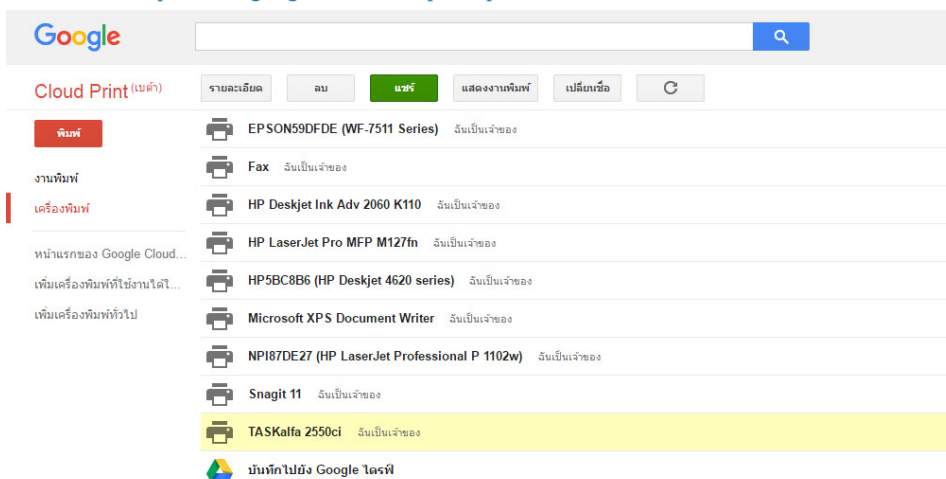 Google
Cloud Print (เบต้า)
รายละเอียด ลบ แชร์ แสดงงานพิมพ์ เปลี่ยนชื่อ
พิมพ์
งานพิมพ์
เครื่องพิมพ์
หน้าแรกของ Google Cloud...
เพิ่มเครื่องพิมพ์ที่ใช้งานได้ใ...
เพิ่มเครื่องพิมพ์ทั่วไป
EPSON59DFDE (WF-7511 Series) ฉันเป็นเจ้าของ
Fax ฉันเป็นเจ้าของ
HP Deskjet Ink Adv 2060 K110 ฉันเป็นเจ้าของ
HP LaserJet Pro MFP M127fn ฉันเป็นเจ้าของ
HP5BC8B6 (HP Deskjet 4620 series) ฉันเป็นเจ้าของ
Microsoft XPS Document Writer ฉันเป็นเจ้าของ
NPI87DE27 (HP LaserJet Professional P 1102w) ฉันเป็นเจ้าของ
Snagit 11 ฉันเป็นเจ้าของ
TASKalfa 2550ci ฉันเป็นเจ้าของ
บันทึกไปยัง Google ไดรฟ์